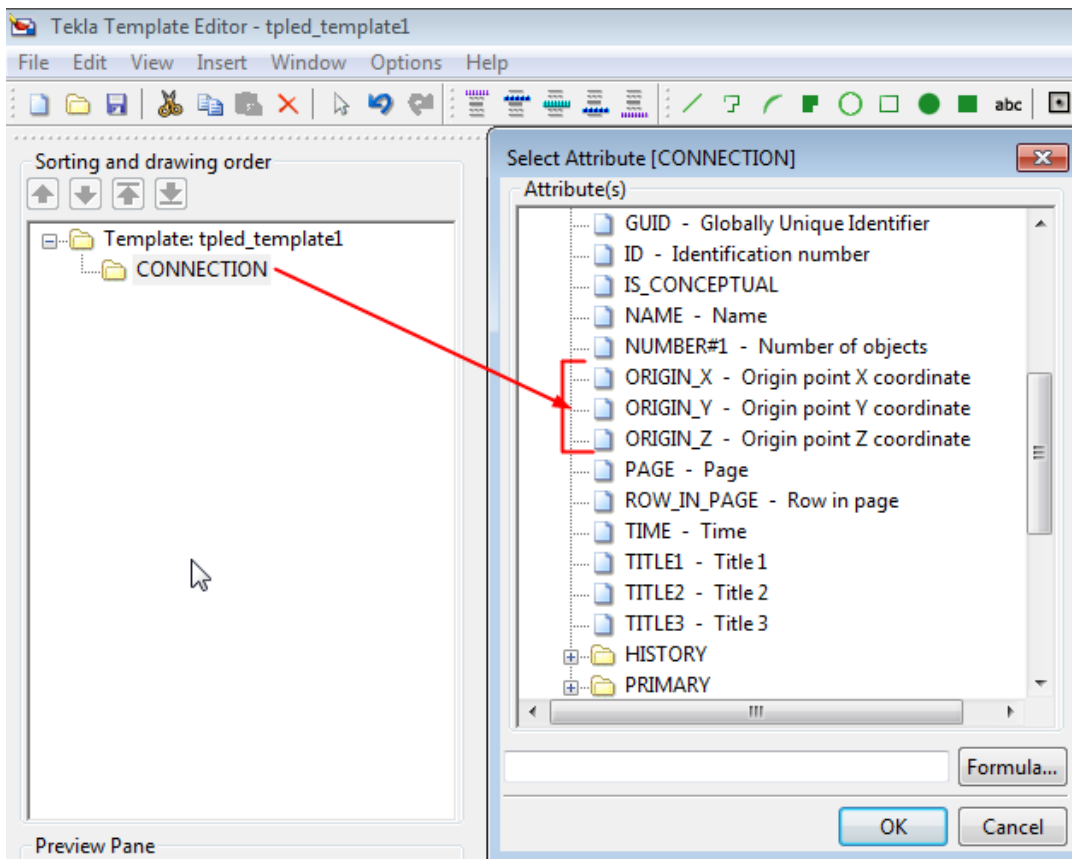 Tekla Template Editor - tpled_template1
File Edit View Insert Window Options Help
abc
Sorting and drawing order
Template: tpled_template1
CONNECTION
Preview Pane
Select Attribute [CONNECTION]
Attribute(s)
GUID - Globally Unique Identifier
ID - Identification number
IS_CONCEPTUAL
NAME - Name
NUMBER#1 - Number of objects
ORIGIN_X - Origin point X coordinate
ORIGIN_Y - Origin point Y coordinate
ORIGIN_Z - Origin point Z coordinate
PAGE - Page
ROW_IN_PAGE - Row in page
TIME - Time
TITLE1 - Title 1
TITLE2 - Title 2
TITLE3 - Title 3
HISTORY
PRIMARY
Formula...
OK Cancel